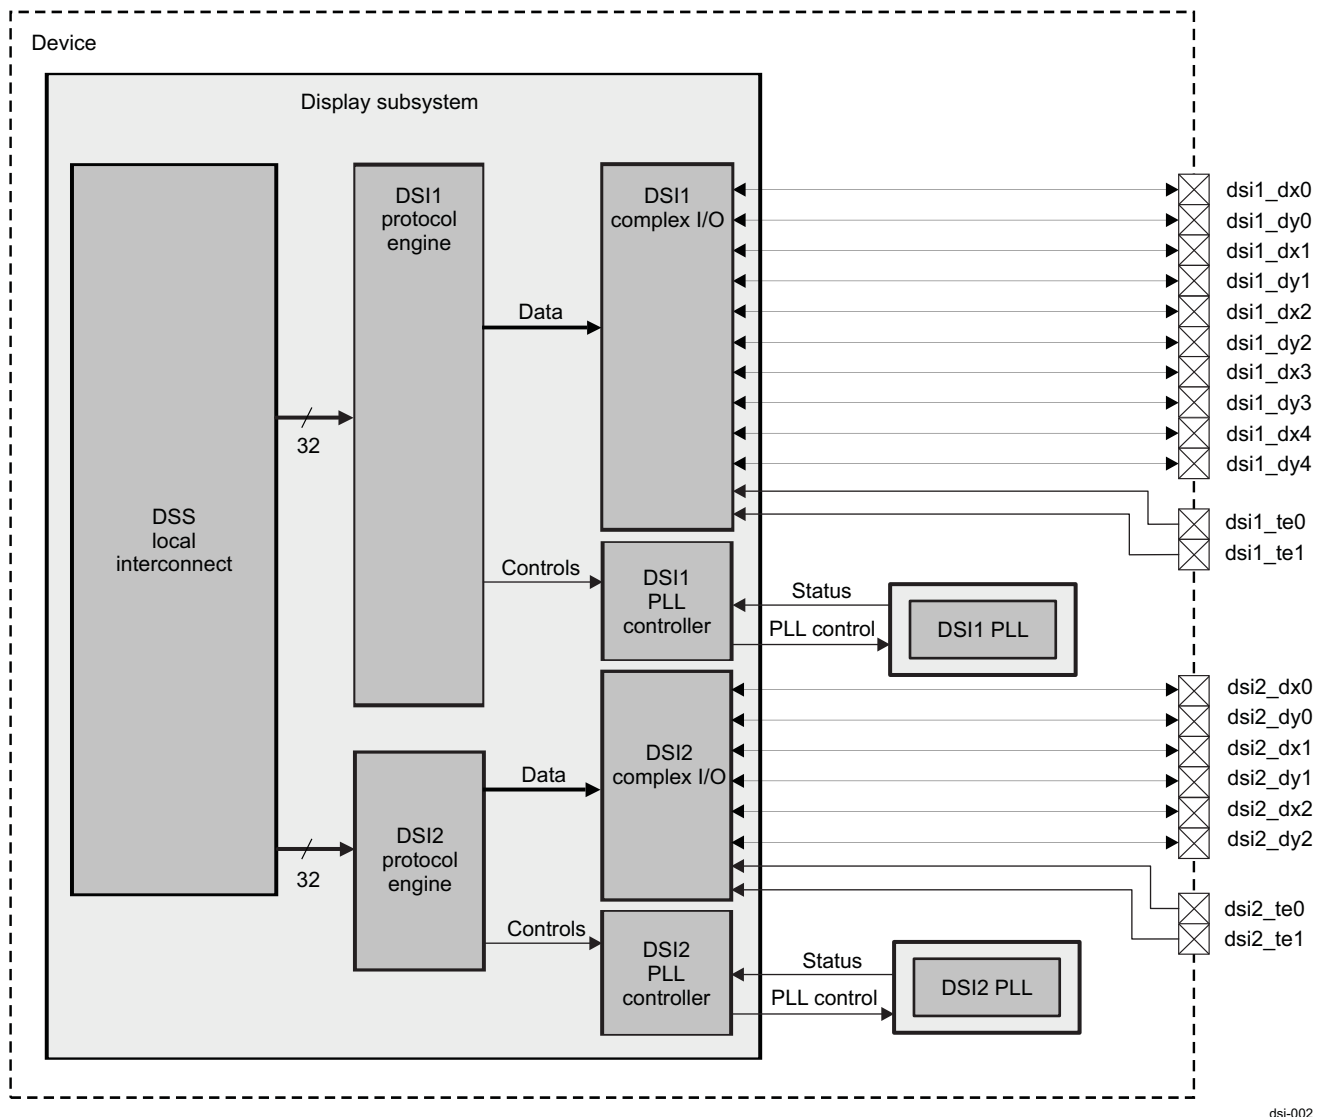 Device
Display subsystem
DSS
local
interconnect
32
32
DSI1
protocol
engine
Data
Controls
DSI1
complex I/O
DSI1
PLL
controller
Status
PLL control
DSI1 PLL
dsi1_dx0
dsi1_dy0
dsi1_dx1
dsi1_dy1
dsi1_dx2
dsi1_dy2
dsi1_dx3
dsi1_dy3
dsi1_dx4
dsi1_dy4
dsi1_te0
dsi1_te1
DSI2
protocol
engine
Data
Controls
DSI2
complex I/O
DSI2
PLL
controller
Status
PLL control
DSI2 PLL
dsi2_dx0
dsi2_dy0
dsi2_dx1
dsi2_dy1
dsi2_dx2
dsi2_dy2
dsi2_te0
dsi2_te1
dsi-002